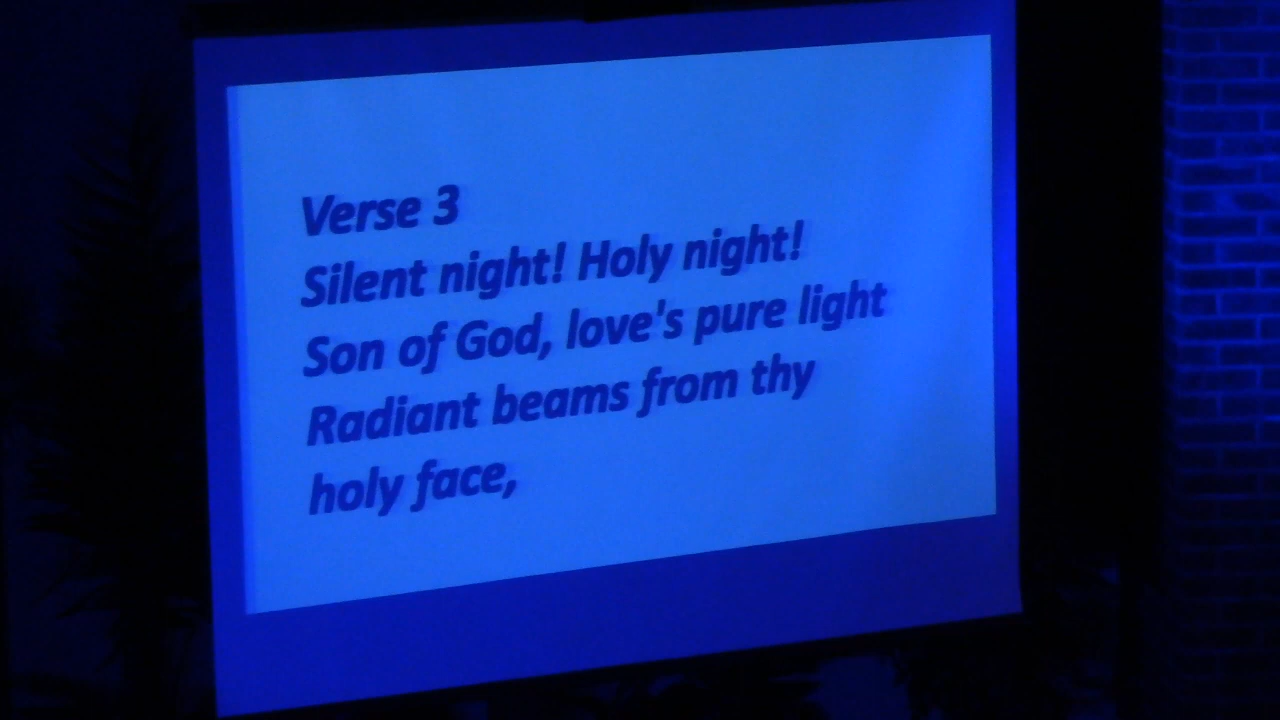 Verse 3
Silent night! Holy night!
Son of God, love's pure light
Radiant beams from thy
holy face,